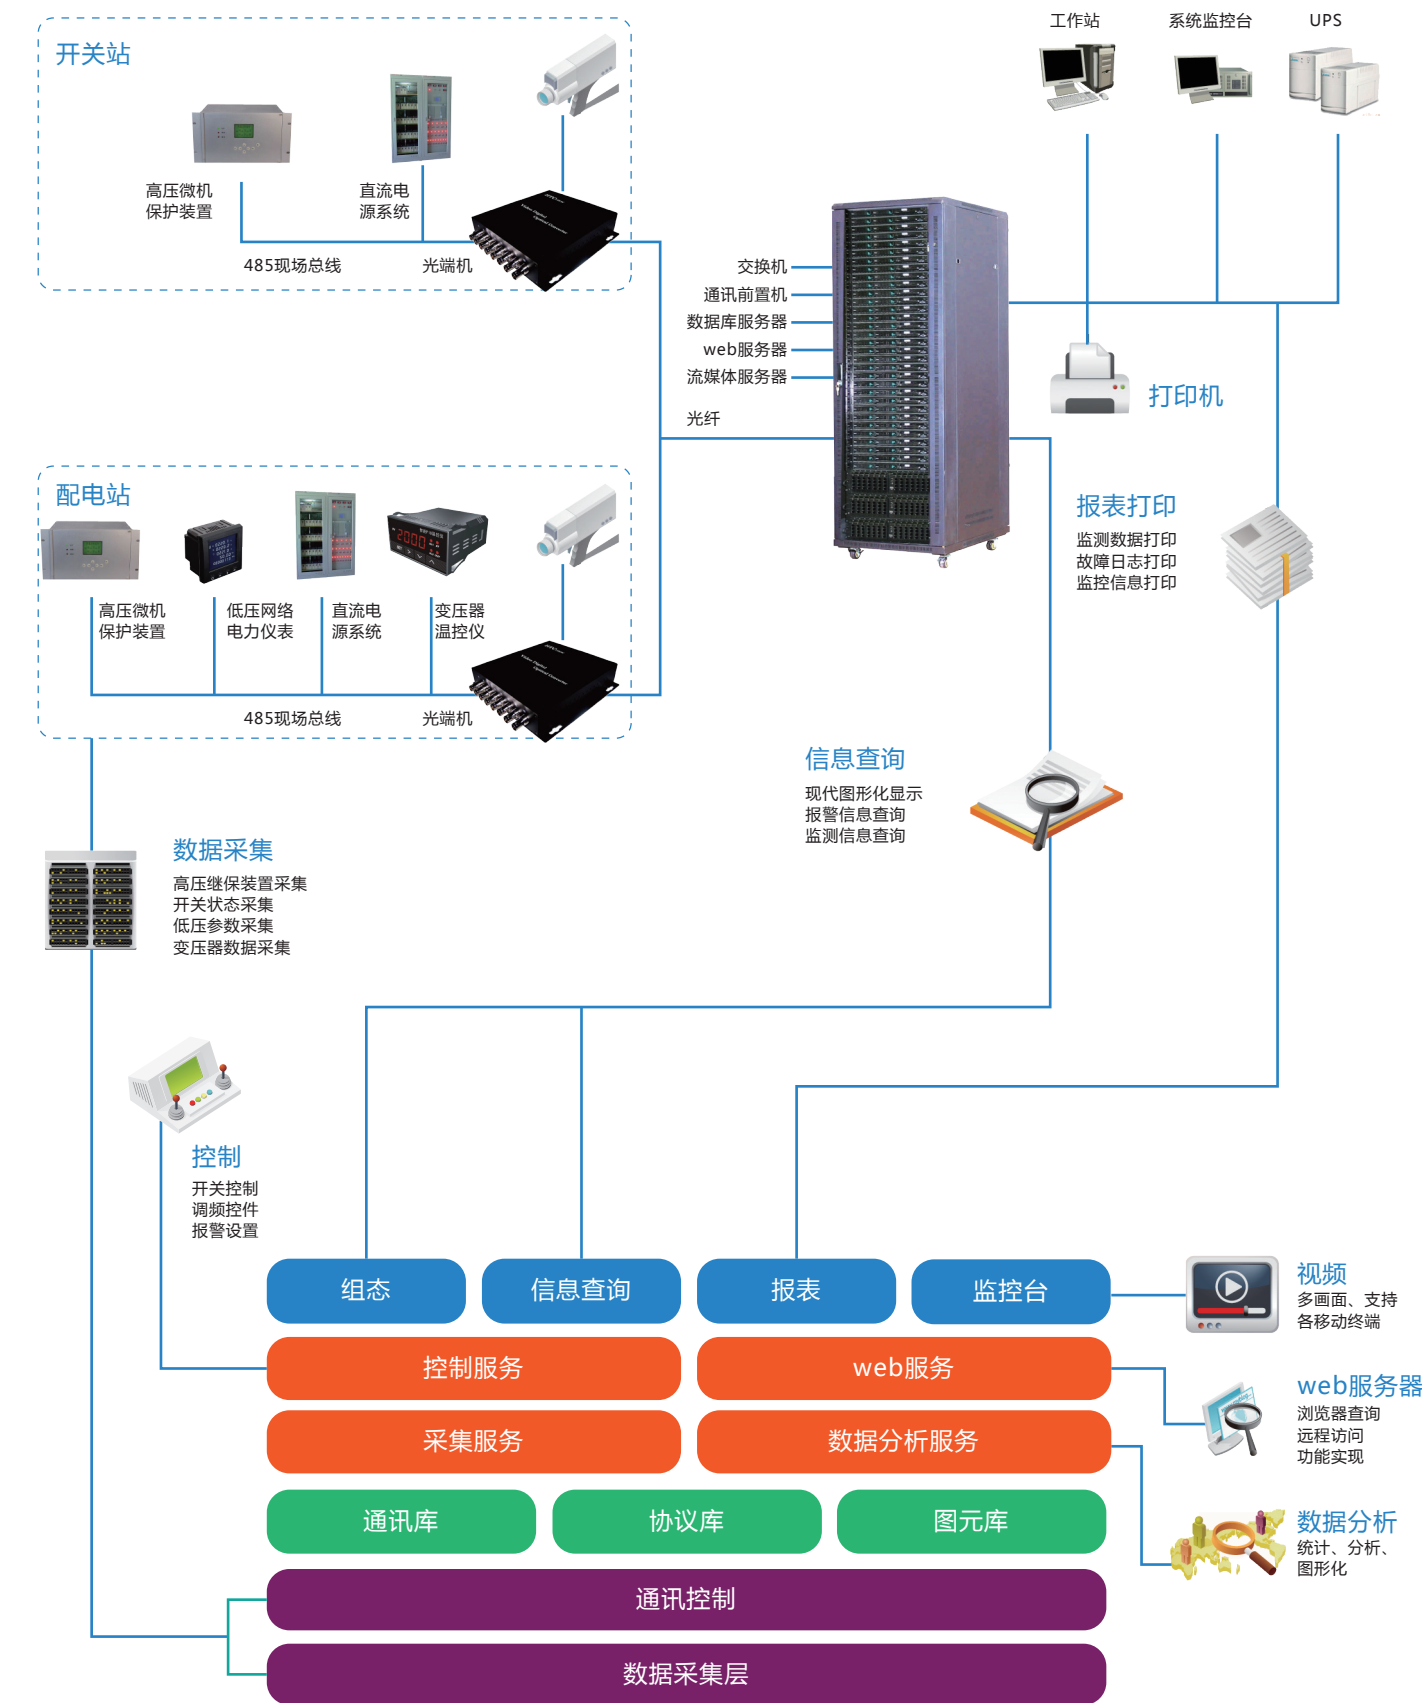 工作站
系统监控台
UPS
开关站
高压微机
保护装置
直流电
源系统
485现场总线
光端机
交换机
通讯前置机
数据库服务器
web服务器
流媒体服务器
光纤
打印机
配电站
高压微机
保护装置
低压网络
电力仪表
直流电
源系统
变压器
温控仪
485现场总线
光端机
报表打印
监测数据打印
故障日志打印
监控信息打印
信息查询
现代图形化显示
报警信息查询
监测信息查询
数据采集
高压继保装置采集
开关状态采集
低压参数采集
变压器数据采集
控制
开关控制
调频控件
报警设置
组态
信息查询
报表
监控台
视频
多画面、支持
各移动终端
控制服务
web服务
web服务器
浏览器查询
远程访问
功能实现
采集服务
数据分析服务
通讯库
协议库
图元库
数据分析
统计、分析、
图形化
通讯控制
数据采集层